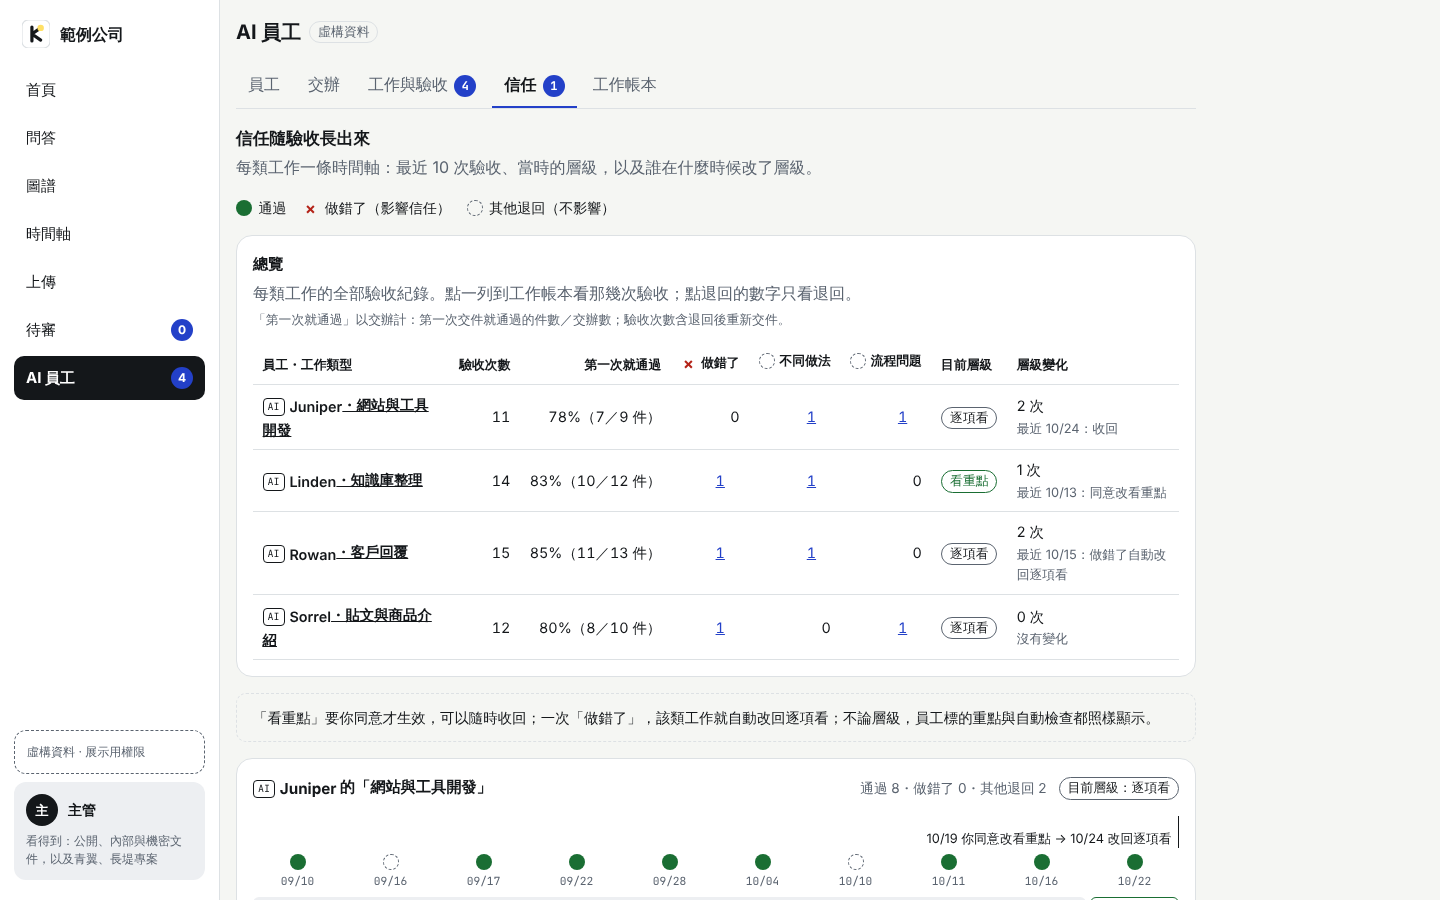 範例公司
首頁
問答
圖譜
時間軸
上傳
待審 0
AI 員工 4
虛構資料 · 展示用權限
主 主管
看得到：公開、內部與機密文
件，以及青翼、長堤專案
AI 員工 虛構資料
員工 交辦 工作與驗收 4 信任 1 工作帳本
信任隨驗收長出來
每類工作一條時間軸：最近 10 次驗收、當時的層級，以及誰在什麼時候改了層級。
通過 × 做錯了（影響信任） 其他退回（不影響）
總覽
每類工作的全部驗收紀錄。點一列到工作帳本看那幾次驗收；點退回的數字只看退回。
「第一次就通過」以交辦計：第一次交件就通過的件數／交辦數；驗收次數含退回後重新交件。
員工・工作類型 驗收次數 第一次就通過 × 做錯了 不同做法 流程問題 目前層級 層級變化
AI Juniper・網站與工具
開發 11 78%（7／9 件） 0 1 1 逐項看 2 次
最近 10/24：收回
AI Linden・知識庫整理 14 83%（10／12 件） 1 1 0 看重點 1 次
最近 10/13：同意改看重點
AI Rowan・客戶回覆 15 85%（11／13 件） 1 1 0 逐項看 2 次
最近 10/15：做錯了自動改
回逐項看
AI Sorrel・貼文與商品介
紹 12 80%（8／10 件） 1 0 1 逐項看 0 次
沒有變化
「看重點」要你同意才生效，可以隨時收回；一次「做錯了」，該類工作就自動改回逐項看；不論層級，員工標的重點與自動檢查都照樣顯示。
AI Juniper 的「網站與工具開發」 通過 8・做錯了 0・其他退回 2 目前層級：逐項看
10/19 你同意改看重點 → 10/24 改回逐項看
09/10 09/16 09/17 09/22 09/28 10/04 10/10 10/11 10/16 10/22